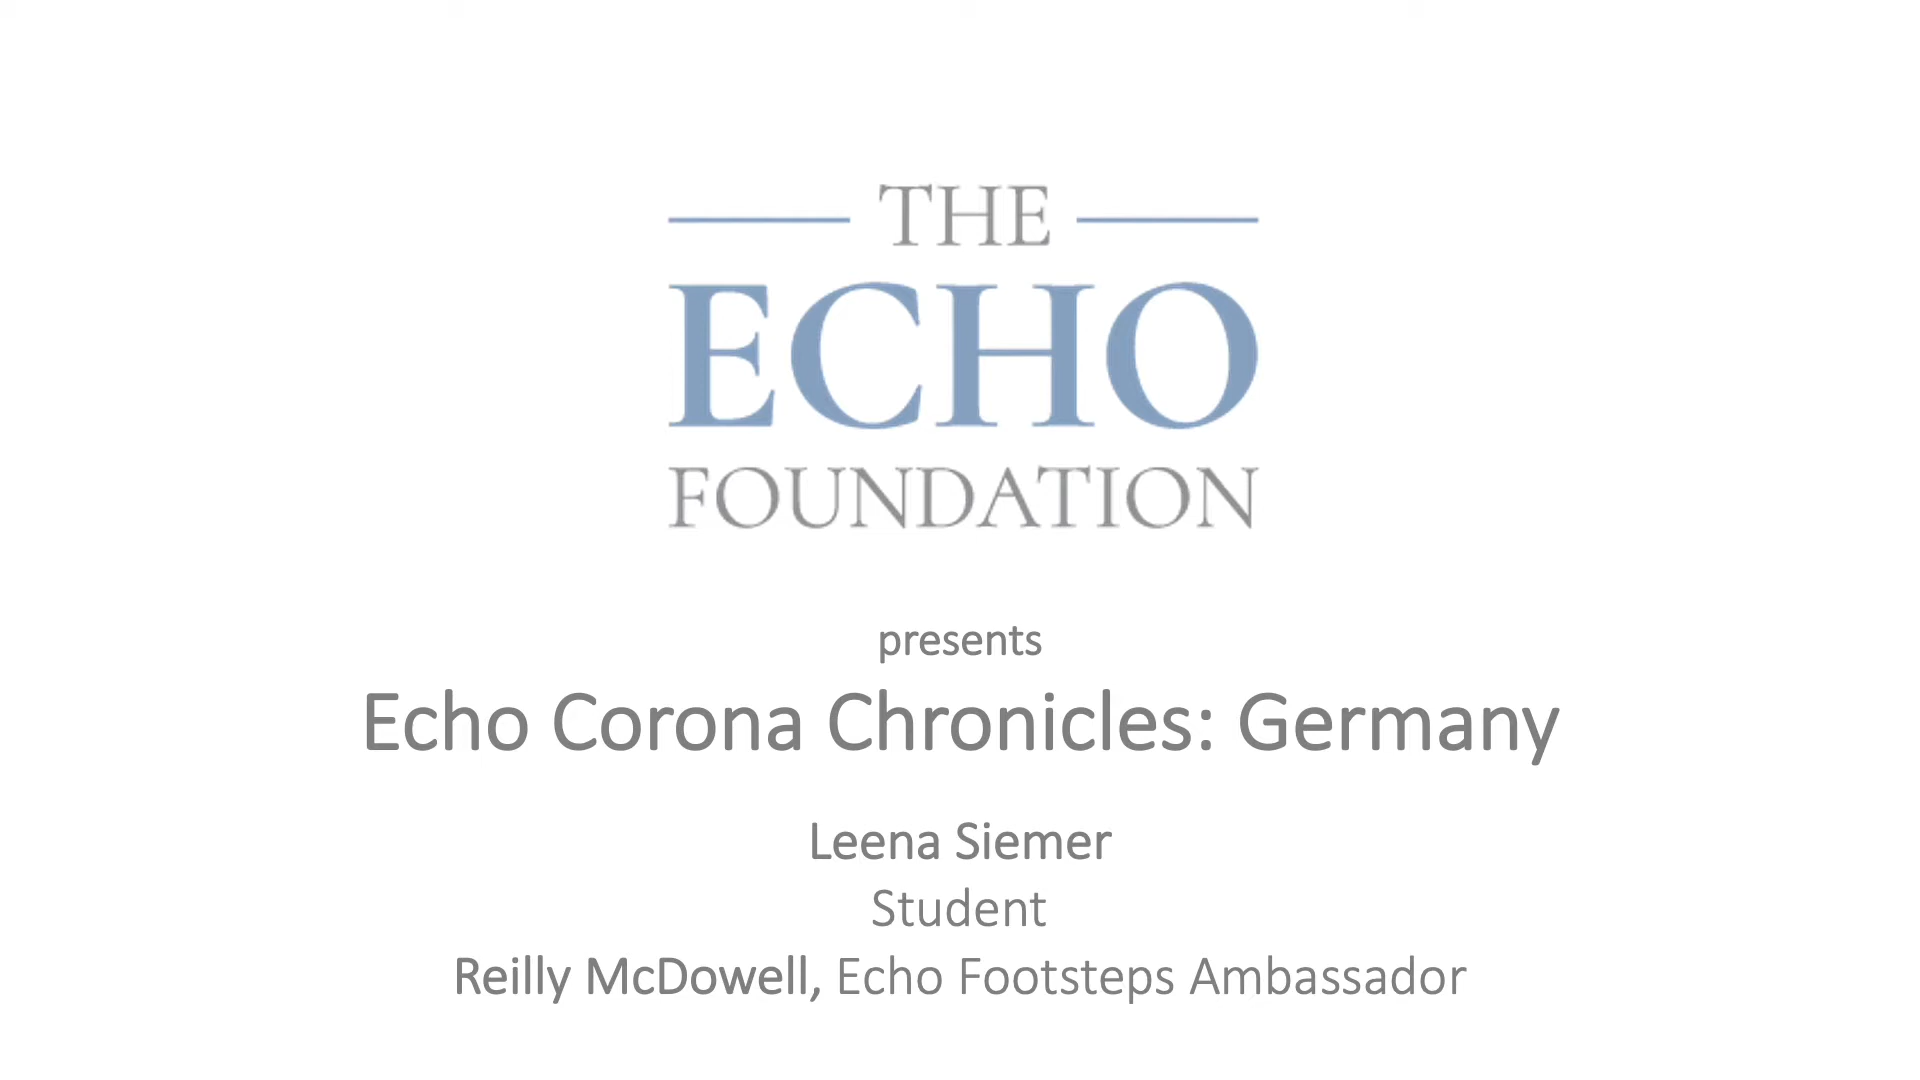 THE
ECHO
FOUNDATION
presents
Echo Corona Chronicles: Germany
Leena Siemer
Student
Reilly McDowell, Echo Footsteps Ambassador